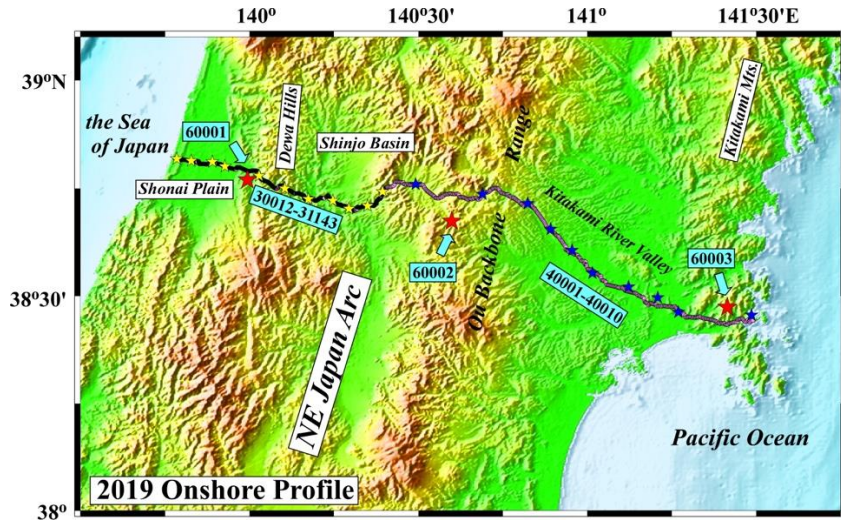 140°
140°30'
141°
141°30'E
39°N
38°30'
38°
the Sea
of Japan
60001
Dewa Hills
Shinjo Basin
Range
Kitakami Mts.
Shonai Plain
30012-31143
60002
Ou Backbone
Kitakami River Valley
60003
40001-40010
NE Japan Arc
Pacific Ocean
2019 Onshore Profile